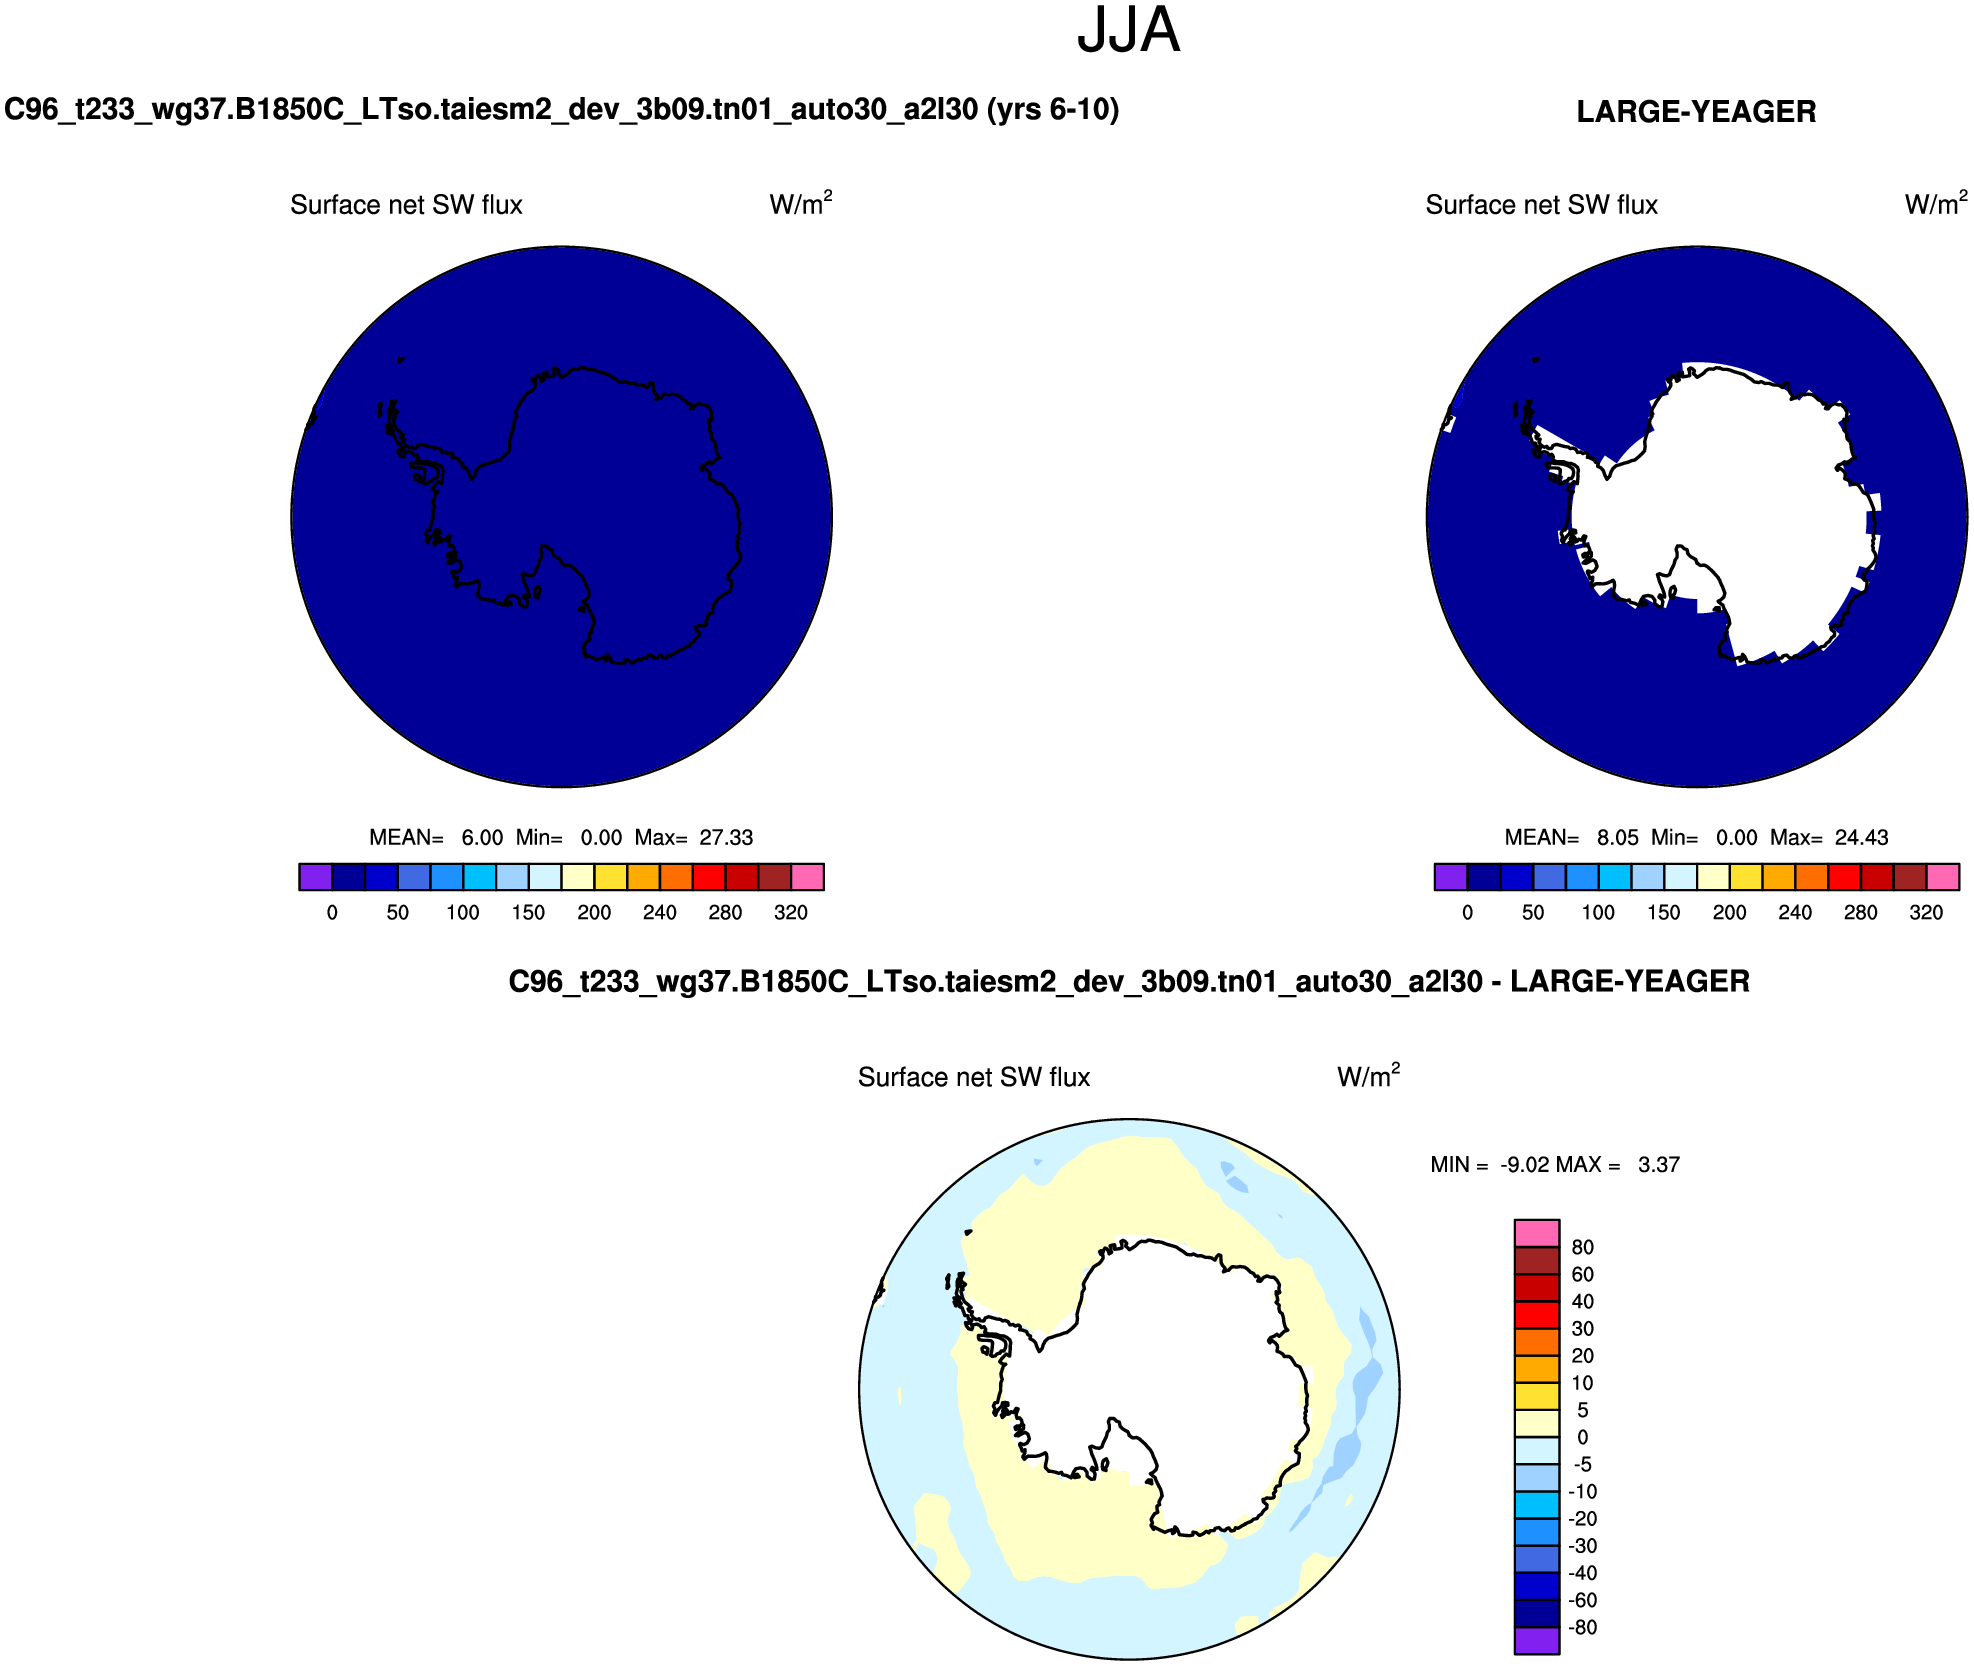 JJA
C96_t233_wg37.B1850C_LTso.taiesm2_dev_3b09.tn01_auto30_a2l30 (yrs 6-10)
LARGE-YEAGER
Surface net SW flux W/m2
Surface net SW flux W/m2
MEAN= 6.00 Min= 0.00 Max= 27.33
MEAN= 8.05 Min= 0.00 Max= 24.43
0 50 100 150 200 240 280 320
0 50 100 150 200 240 280 320
C96_t233_wg37.B1850C_LTso.taiesm2_dev_3b09.tn01_auto30_a2l30 - LARGE-YEAGER
Surface net SW flux W/m2
MIN = -9.02 MAX = 3.37
80
60
40
30
20
10
5
0
-5
-10
-20
-30
-40
-60
-80